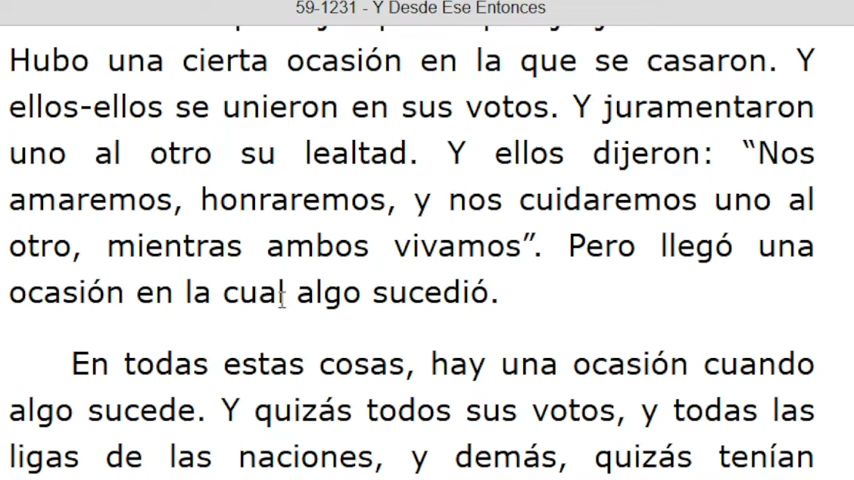 59-1231 - Y Desde Ese Entonces
Hubo una cierta ocasión en la que se casaron. Y
ellos-ellos se unieron en sus votos. Y juramentaron
uno al otro su lealtad. Y ellos dijeron: “Nos
amaremos, honraremos, y nos cuidaremos uno al
otro, mientras ambos vivamos”. Pero llegó una
ocasión en la cual algo sucedió.
En todas estas cosas, hay una ocasión cuando
algo sucede. Y quizás todos sus votos, y todas las
ligas de las naciones, y demás, quizás tenían